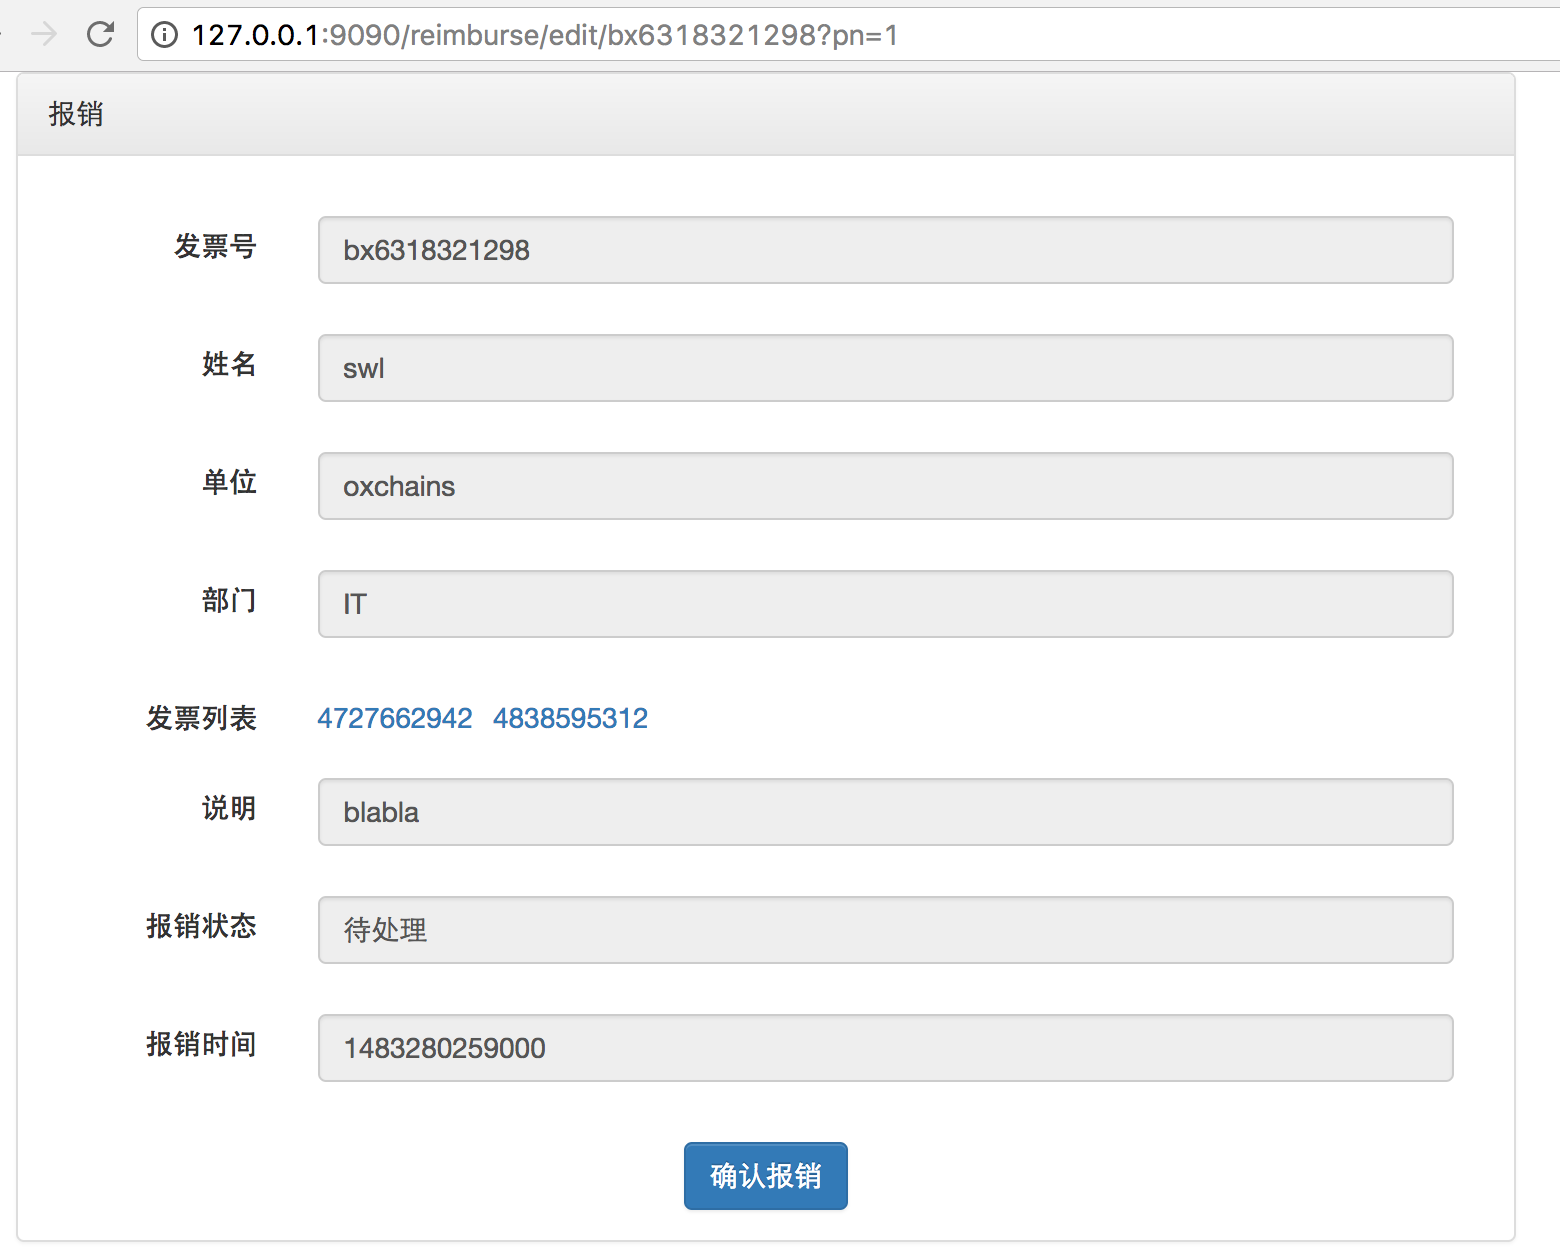 127.0.0.1:9090/reimburse/edit/bx6318321298?pn=1
报销
发票号 bx6318321298
姓名 swl
单位 oxchains
部门 IT
发票列表 4727662942 4838595312
说明 blabla
报销状态 待处理
报销时间 1483280259000
确认报销